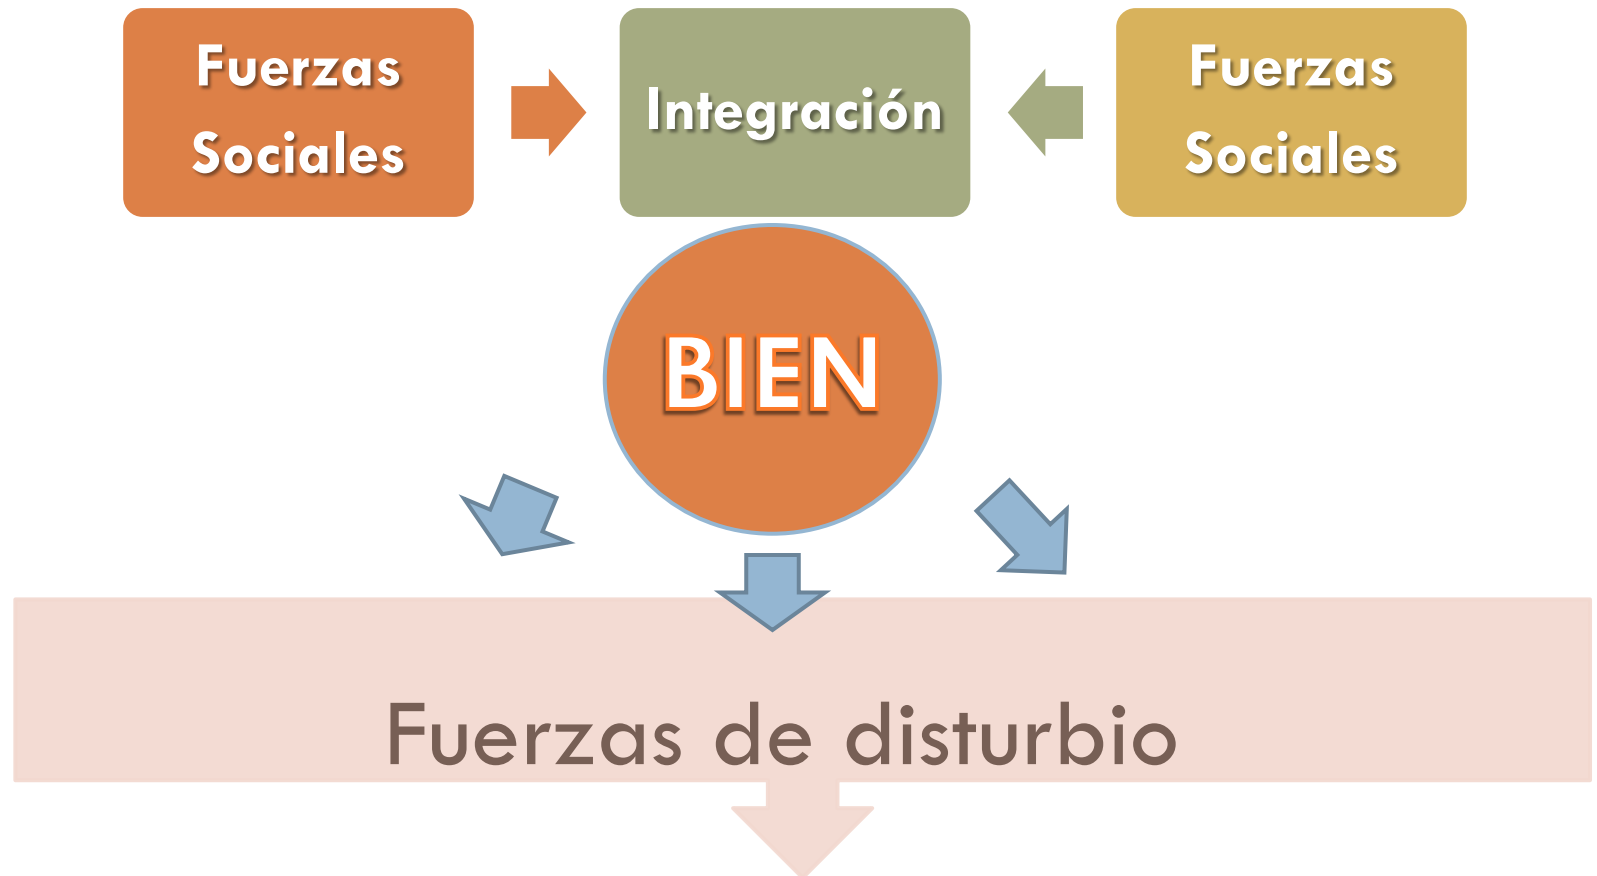 Fuerzas
Sociales
Integración
Fuerzas
Sociales
BIEN
Fuerzas de disturbio